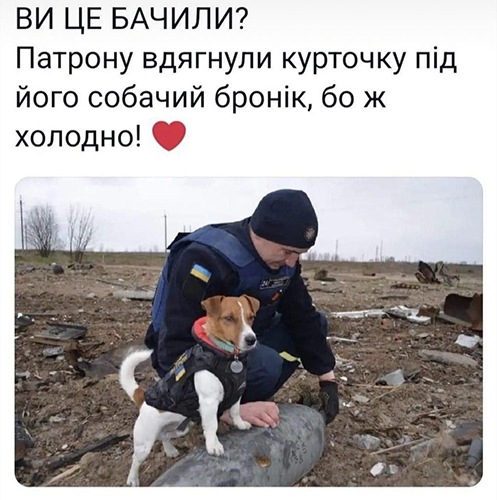 ВИ ЦЕ БАЧИЛИ?
Патрону вдягнули курточку під
його собачий бронік, бо ж
холодно! ❤️